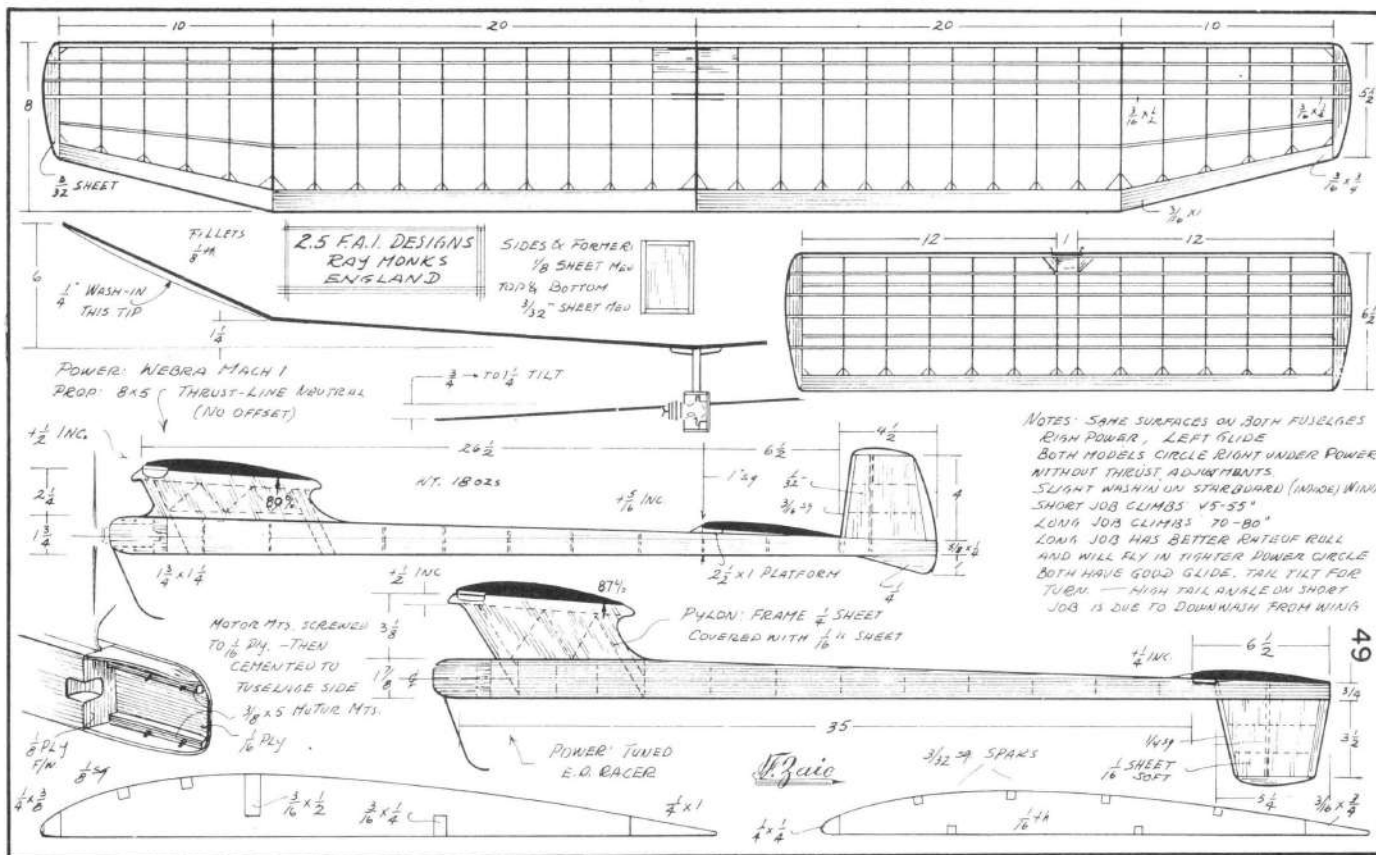 10
20
20
10
8
5 1/2
3/32 SHEET
3/16 x 1/2
3/16 x 1/4
3/16 x 3/4
3/16 x 1
6
FILLETS
1/8 th
1/4" WASH-IN
THIS TIP
1 1/4
2.5 F.A.I. DESIGNS
RAY MONKS
ENGLAND
SIDES & FORMER:
1/8 SHEET MED
TOP & BOTTOM
3/32" SHEET MED
12
1
12
6 1/2
POWER: WEBRA MACH 1
PROP: 8x5
THRUST-LINE NEUTRAL
(NO OFFSET)
3/4 → TO 1 1/4 TILT
+1/2 INC.
26 1/2
6 1/2
4 1/2
2 1/4
1 3/4
80%
WT. 18 OZS
+5/16 INC
1" SQ
1/32"
3/16 SQ
4
5/8 x 1/4
1
1/4
1 3/4 x 1 1/4
2 1/2 x 1 PLATFORM
NOTES: SAME SURFACES ON BOTH FUSELGES
RIGH POWER, LEFT GLIDE
BOTH MODELS CIRCLE RIGHT UNDER POWER
WITHOUT THRUST ADJUSTMENTS.
SLIGHT WASHIN ON STARBOARD (INSIDE) WING
SHORT JOB CLIMBS 45-55°
LONG JOB CLIMBS 70-80°
LONG JOB HAS BETTER RATE OF ROLL
AND WILL FLY IN TIGHTER POWER CIRCLE
BOTH HAVE GOOD GLIDE. TAIL TILT FOR
TURN. — HIGH TAIL ANGLE ON SHORT
JOB IS DUE TO DOWNWASH FROM WING
49
+1/2 INC
87%
3 1/8
1 7/8
PYLON: FRAME 1/4 SHEET
COVERED WITH 1/16" SHEET
MOTOR MTS. SCREWED
TO 1/16 PLY. — THEN
CEMENTED TO
FUSELAGE SIDE
3/8 x 5 MOTOR MTS.
1/16 PLY
1/8 PLY
F/W.
1/8 SQ
+1/4 INC.
6 1/2
3/4
3 1/2
35
POWER: TUNED
E.D. RACER
F. Zaic
1/4 SQ
1/16 SHEET
SOFT
5 1/4
3/16 x 3/4
1/4 x 3/8
3/16 x 1/2
3/16 x 1/4
1/4 x 1
3/32 SQ SPARS
1/16 th
1/4 x 1/4